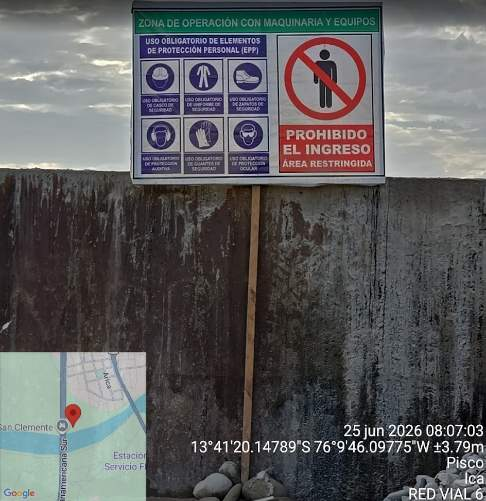 ZONA DE OPERACIÓN CON MAQUINARIA Y EQUIPOS
USO OBLIGATORIO DE ELEMENTOS
DE PROTECCIÓN PERSONAL (EPP)
USO OBLIGATORIO
DE CASCO DE
SEGURIDAD
USO OBLIGATORIO
DE UNIFORME DE
SEGURIDAD
USO OBLIGATORIO
DE ZAPATOS DE
SEGURIDAD
USO OBLIGATORIO
DE PROTECCIÓN
AUDITIVA
USO OBLIGATORIO
DE GUANTES DE
SEGURIDAD
USO OBLIGATORIO
DE PROTECCIÓN
OCULAR
PROHIBIDO
EL INGRESO
ÁREA RESTRINGIDA
Arica
San Clemente
Panamericana Sur
Estación
Servicio
Google
25 jun 2026 08:07:03
13°41'20.14789"S 76°9'46.09775"W ±3.79m
Pisco
Ica
RED VIAL 6